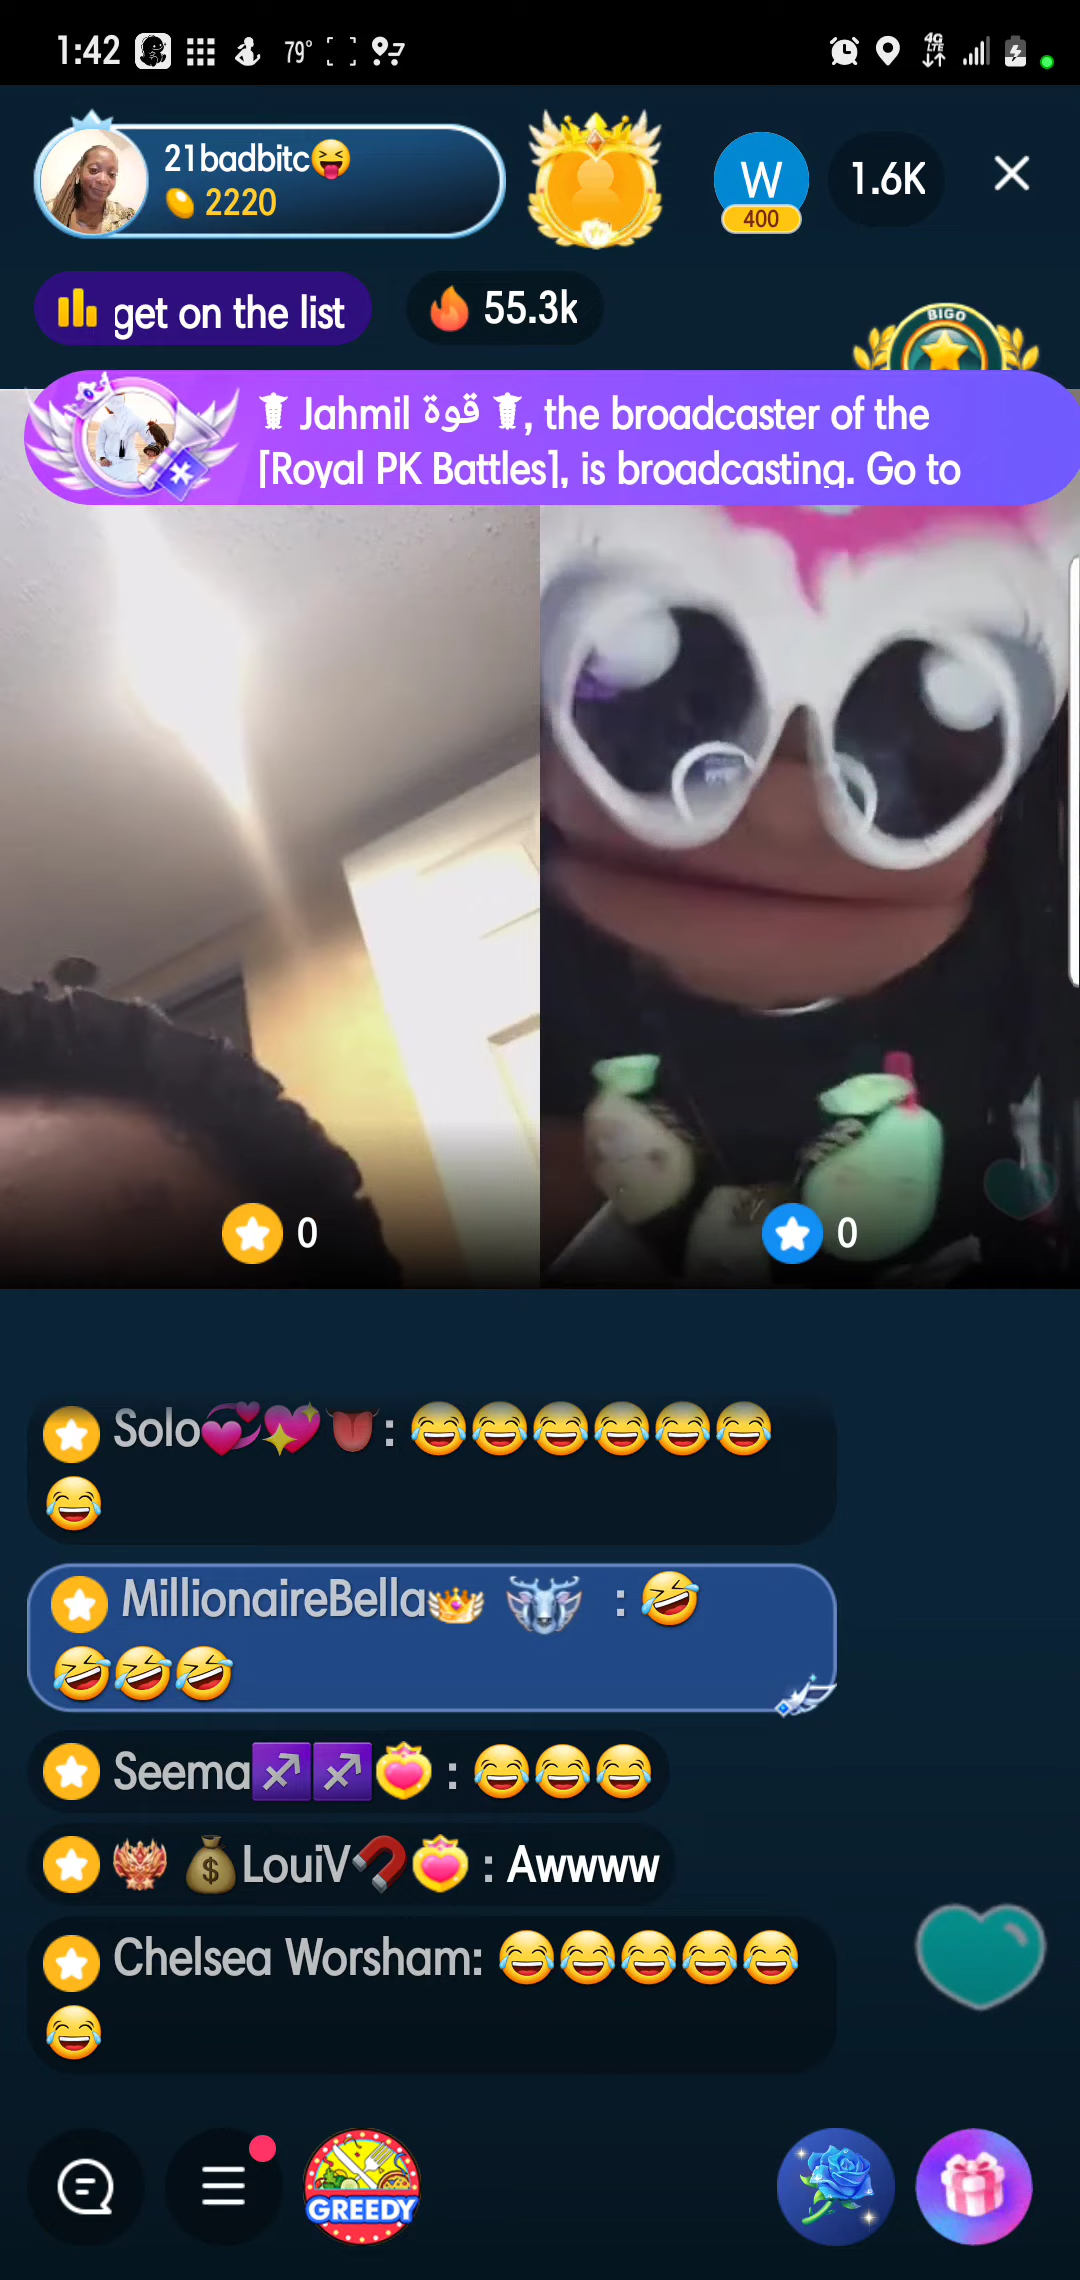 1:42
79°
4G
LTE
21badbitc😝
2220
W
400
1.6K
get on the list
55.3k
BIGO
Jahmil قوة, the broadcaster of the
[Royal PK Battles], is broadcasting. Go to
0
0
Solo💞💖👅: 😂😂😂😂😂😂
😂
MillionaireBella : 🤣
🤣🤣🤣
Seema♐♐ : 😂😂😂
💰LouiV🧲 : Awwww
Chelsea Worsham: 😂😂😂😂😂
😂
GREEDY